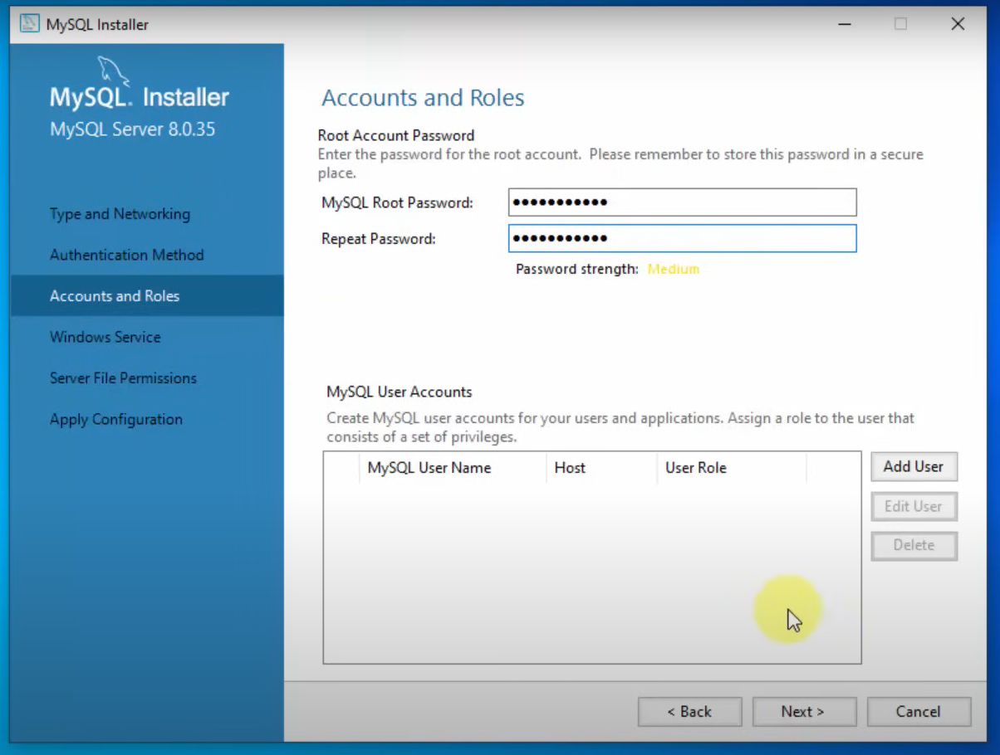 MySQL Installer
MySQL. Installer
MySQL Server 8.0.35
Type and Networking
Authentication Method
Accounts and Roles
Windows Service
Server File Permissions
Apply Configuration
Accounts and Roles
Root Account Password
Enter the password for the root account.  Please remember to store this password in a secure
place.
MySQL Root Password: ●●●●●●●●●●●
Repeat Password: ●●●●●●●●●●●
Password strength: Medium
MySQL User Accounts
Create MySQL user accounts for your users and applications. Assign a role to the user that
consists of a set of privileges.
MySQL User Name Host User Role
Add User
Edit User
Delete
< Back Next > Cancel